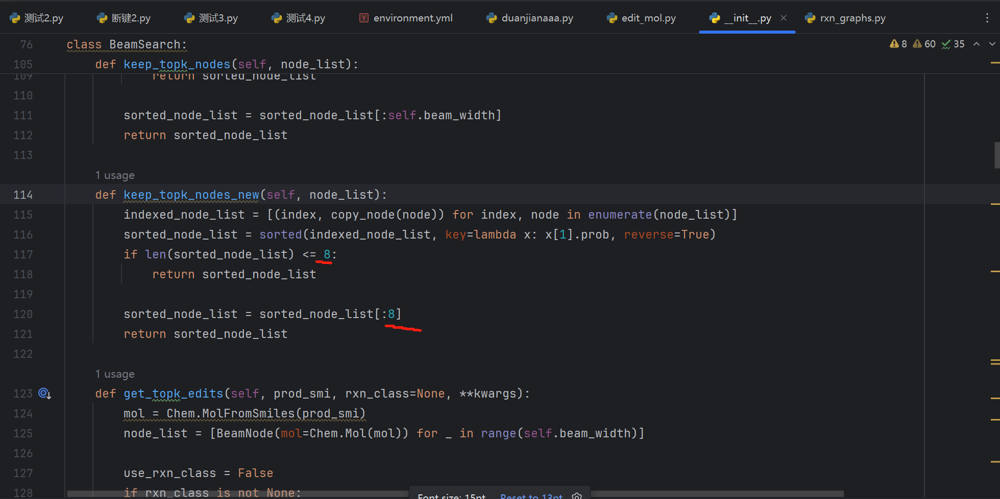 测试2.py 断键2.py 测试3.py 测试4.py environment.yml duanjianaaa.py edit_mol.py __init__.py rxn_graphs.py
76 class BeamSearch: 8 60 35
105 def keep_topk_nodes(self, node_list):
109 return sorted_node_list
110
111 sorted_node_list = sorted_node_list[:self.beam_width]
112 return sorted_node_list
113
1 usage
114 def keep_topk_nodes_new(self, node_list):
115 indexed_node_list = [(index, copy_node(node)) for index, node in enumerate(node_list)]
116 sorted_node_list = sorted(indexed_node_list, key=lambda x: x[1].prob, reverse=True)
117 if len(sorted_node_list) <= 8:
118 return sorted_node_list
119
120 sorted_node_list = sorted_node_list[:8]
121 return sorted_node_list
122
1 usage
123 def get_topk_edits(self, prod_smi, rxn_class=None, **kwargs):
124 mol = Chem.MolFromSmiles(prod_smi)
125 node_list = [BeamNode(mol=Chem.Mol(mol)) for _ in range(self.beam_width)]
126
127 use_rxn_class = False
128 if rxn_class is not None:
Font size: 15pt Reset to 13pt